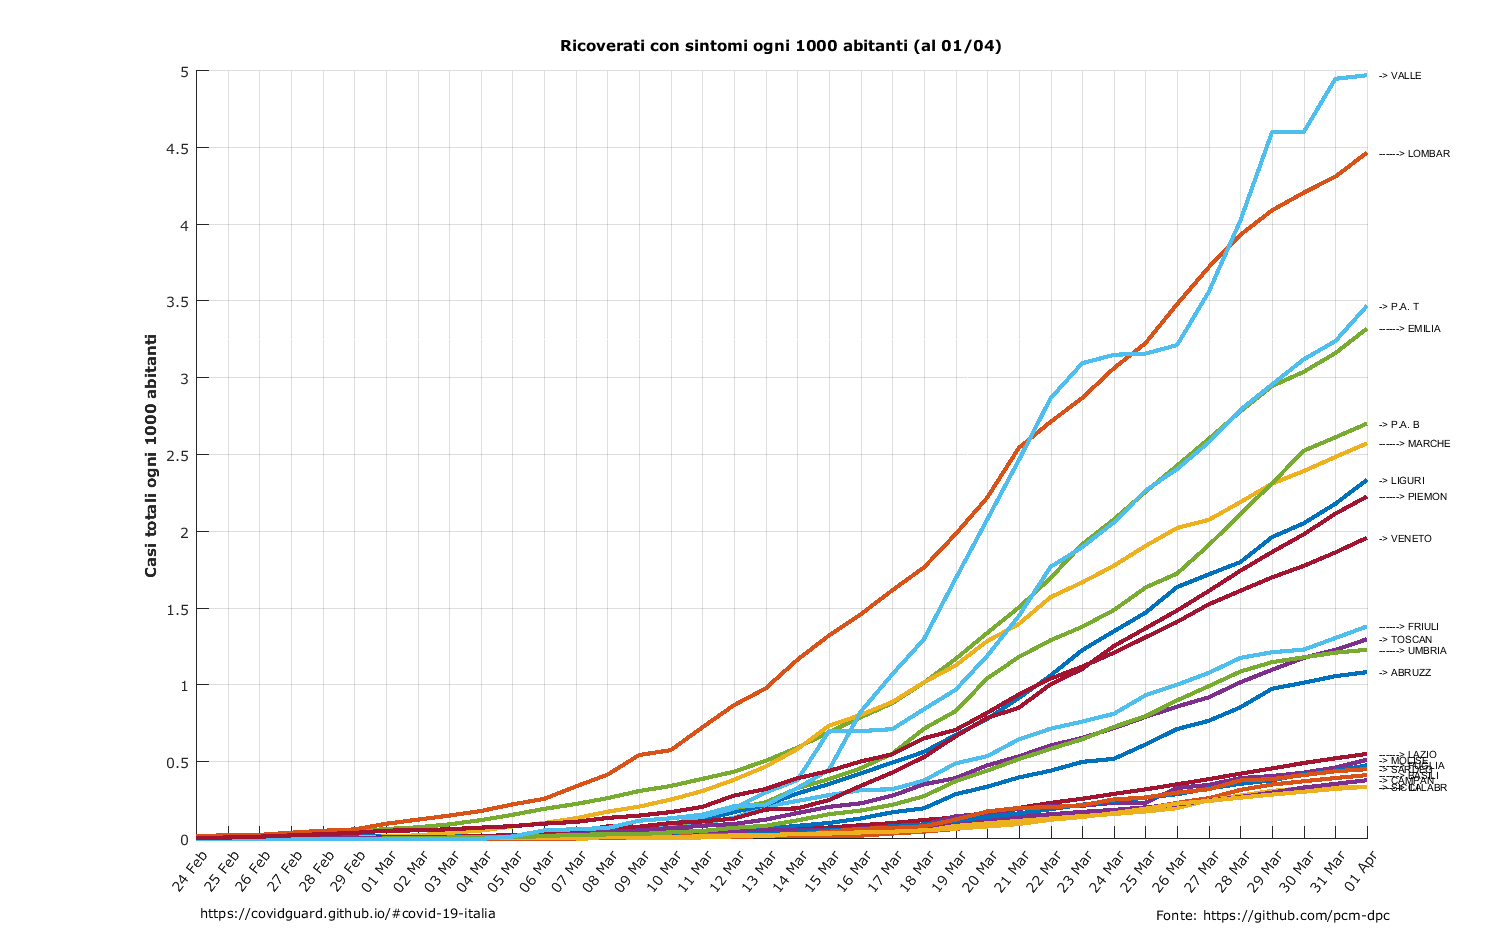 Ricoverati con sintomi ogni 1000 abitanti (al 01/04)
Casi totali ogni 1000 abitanti
5
4.5
4
3.5
3
2.5
2
1.5
1
0.5
0
-> VALLE
------> LOMBAR
-> P.A. T
------> EMILIA
-> P.A. B
------> MARCHE
-> LIGURI
------> PIEMON
-> VENETO
------> FRIULI
-> TOSCAN
------> UMBRIA
-> ABRUZZ
------> LAZIO
24 Feb
25 Feb
26 Feb
27 Feb
28 Feb
29 Feb
01 Mar
02 Mar
03 Mar
04 Mar
05 Mar
06 Mar
07 Mar
08 Mar
09 Mar
10 Mar
11 Mar
12 Mar
13 Mar
14 Mar
15 Mar
16 Mar
17 Mar
18 Mar
19 Mar
20 Mar
21 Mar
22 Mar
23 Mar
24 Mar
25 Mar
26 Mar
27 Mar
28 Mar
29 Mar
30 Mar
31 Mar
01 Apr
https://covidguard.github.io/#covid-19-italia
Fonte: https://github.com/pcm-dpc